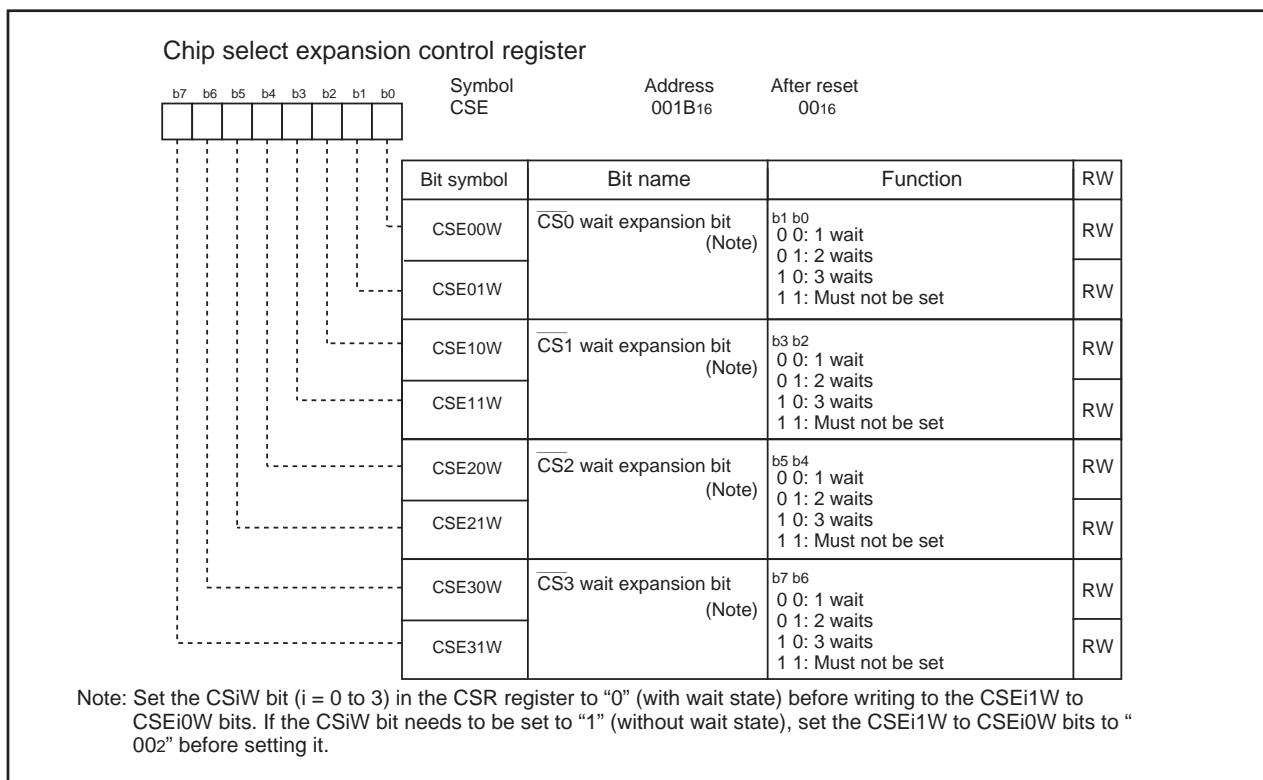 Chip select expansion control register
b7 b6 b5 b4 b3 b2 b1 b0
Symbol Address After reset
CSE 001B16 0016
Bit symbol Bit name Function RW
CSE00W CS0 wait expansion bit (Note) RW
CSE01W RW
b1 b0
0 0: 1 wait
0 1: 2 waits
1 0: 3 waits
1 1: Must not be set
CSE10W CS1 wait expansion bit (Note) RW
CSE11W RW
b3 b2
0 0: 1 wait
0 1: 2 waits
1 0: 3 waits
1 1: Must not be set
CSE20W CS2 wait expansion bit (Note) RW
CSE21W RW
b5 b4
0 0: 1 wait
0 1: 2 waits
1 0: 3 waits
1 1: Must not be set
CSE30W CS3 wait expansion bit (Note) RW
CSE31W RW
b7 b6
0 0: 1 wait
0 1: 2 waits
1 0: 3 waits
1 1: Must not be set
Note: Set the CSiW bit (i = 0 to 3) in the CSR register to “0” (with wait state) before writing to the CSEi1W to
CSEi0W bits. If the CSiW bit needs to be set to “1” (without wait state), set the CSEi1W to CSEi0W bits to “
002” before setting it.